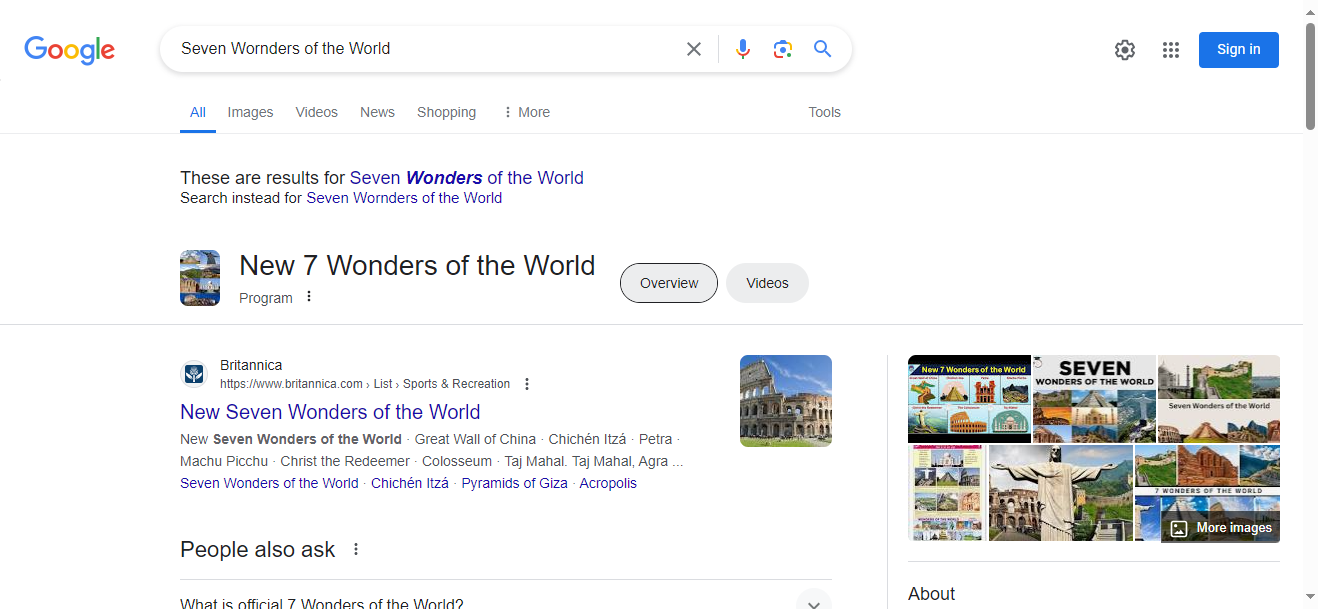 Google
Seven Wornders of the World
Sign in
All
Images
Videos
News
Shopping
More
Tools
These are results for Seven Wonders of the World
Search instead for Seven Wornders of the World
New 7 Wonders of the World
Program
Overview
Videos
Britannica
https://www.britannica.com › List › Sports & Recreation
New Seven Wonders of the World
New Seven Wonders of the World · Great Wall of China · Chichén Itzá · Petra ·
Machu Picchu · Christ the Redeemer · Colosseum · Taj Mahal. Taj Mahal, Agra ...
Seven Wonders of the World · Chichén Itzá · Pyramids of Giza · Acropolis
People also ask
What is official 7 Wonders of the World?
New 7 Wonders of the World
SEVEN
WONDERS OF THE WORLD
Seven Wonders of the World
7 WONDERS OF THE WORLD
More images
About